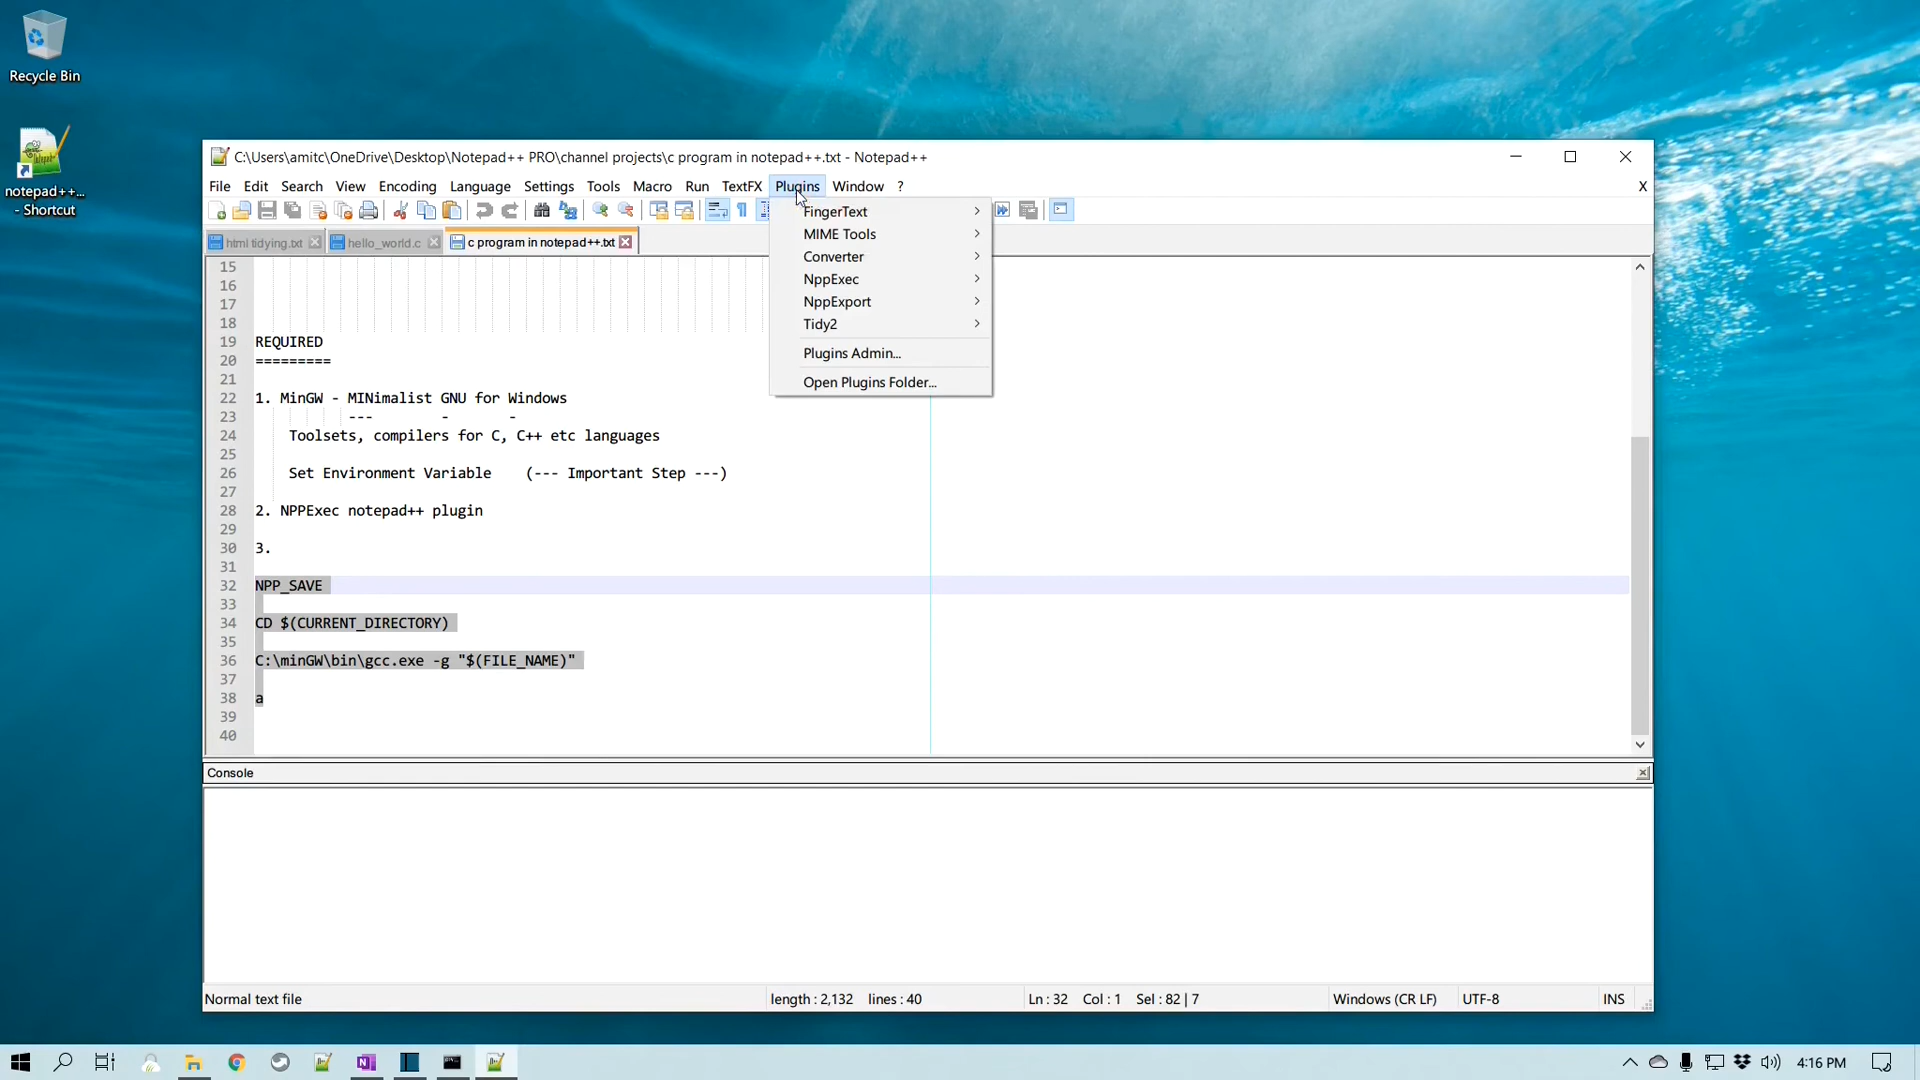 Recycle Bin
notepad++...
- Shortcut
C:\Users\amitc\OneDrive\Desktop\Notepad++ PRO\channel projects\c program in notepad++.txt - Notepad++
File Edit Search View Encoding Language Settings Tools Macro Run TextFX Plugins Window ? X
html tidying.txt hello_world.c c program in notepad++.txt
FingerText
MIME Tools
Converter
NppExec
NppExport
Tidy2
Plugins Admin...
Open Plugins Folder...
15
16
17
18
19 REQUIRED
20 =========
21
22 1. MinGW - MINimalist GNU for Windows
23 --- - -
24 Toolsets, compilers for C, C++ etc languages
25
26 Set Environment Variable (--- Important Step ---)
27
28 2. NPPExec notepad++ plugin
29
30 3.
31
32 NPP_SAVE
33
34 CD $(CURRENT_DIRECTORY)
35
36 C:\minGW\bin\gcc.exe -g "$(FILE_NAME)"
37
38 a
39
40
Console
Normal text file length : 2,132 lines : 40 Ln : 32 Col : 1 Sel : 82 | 7 Windows (CR LF) UTF-8 INS
4:16 PM